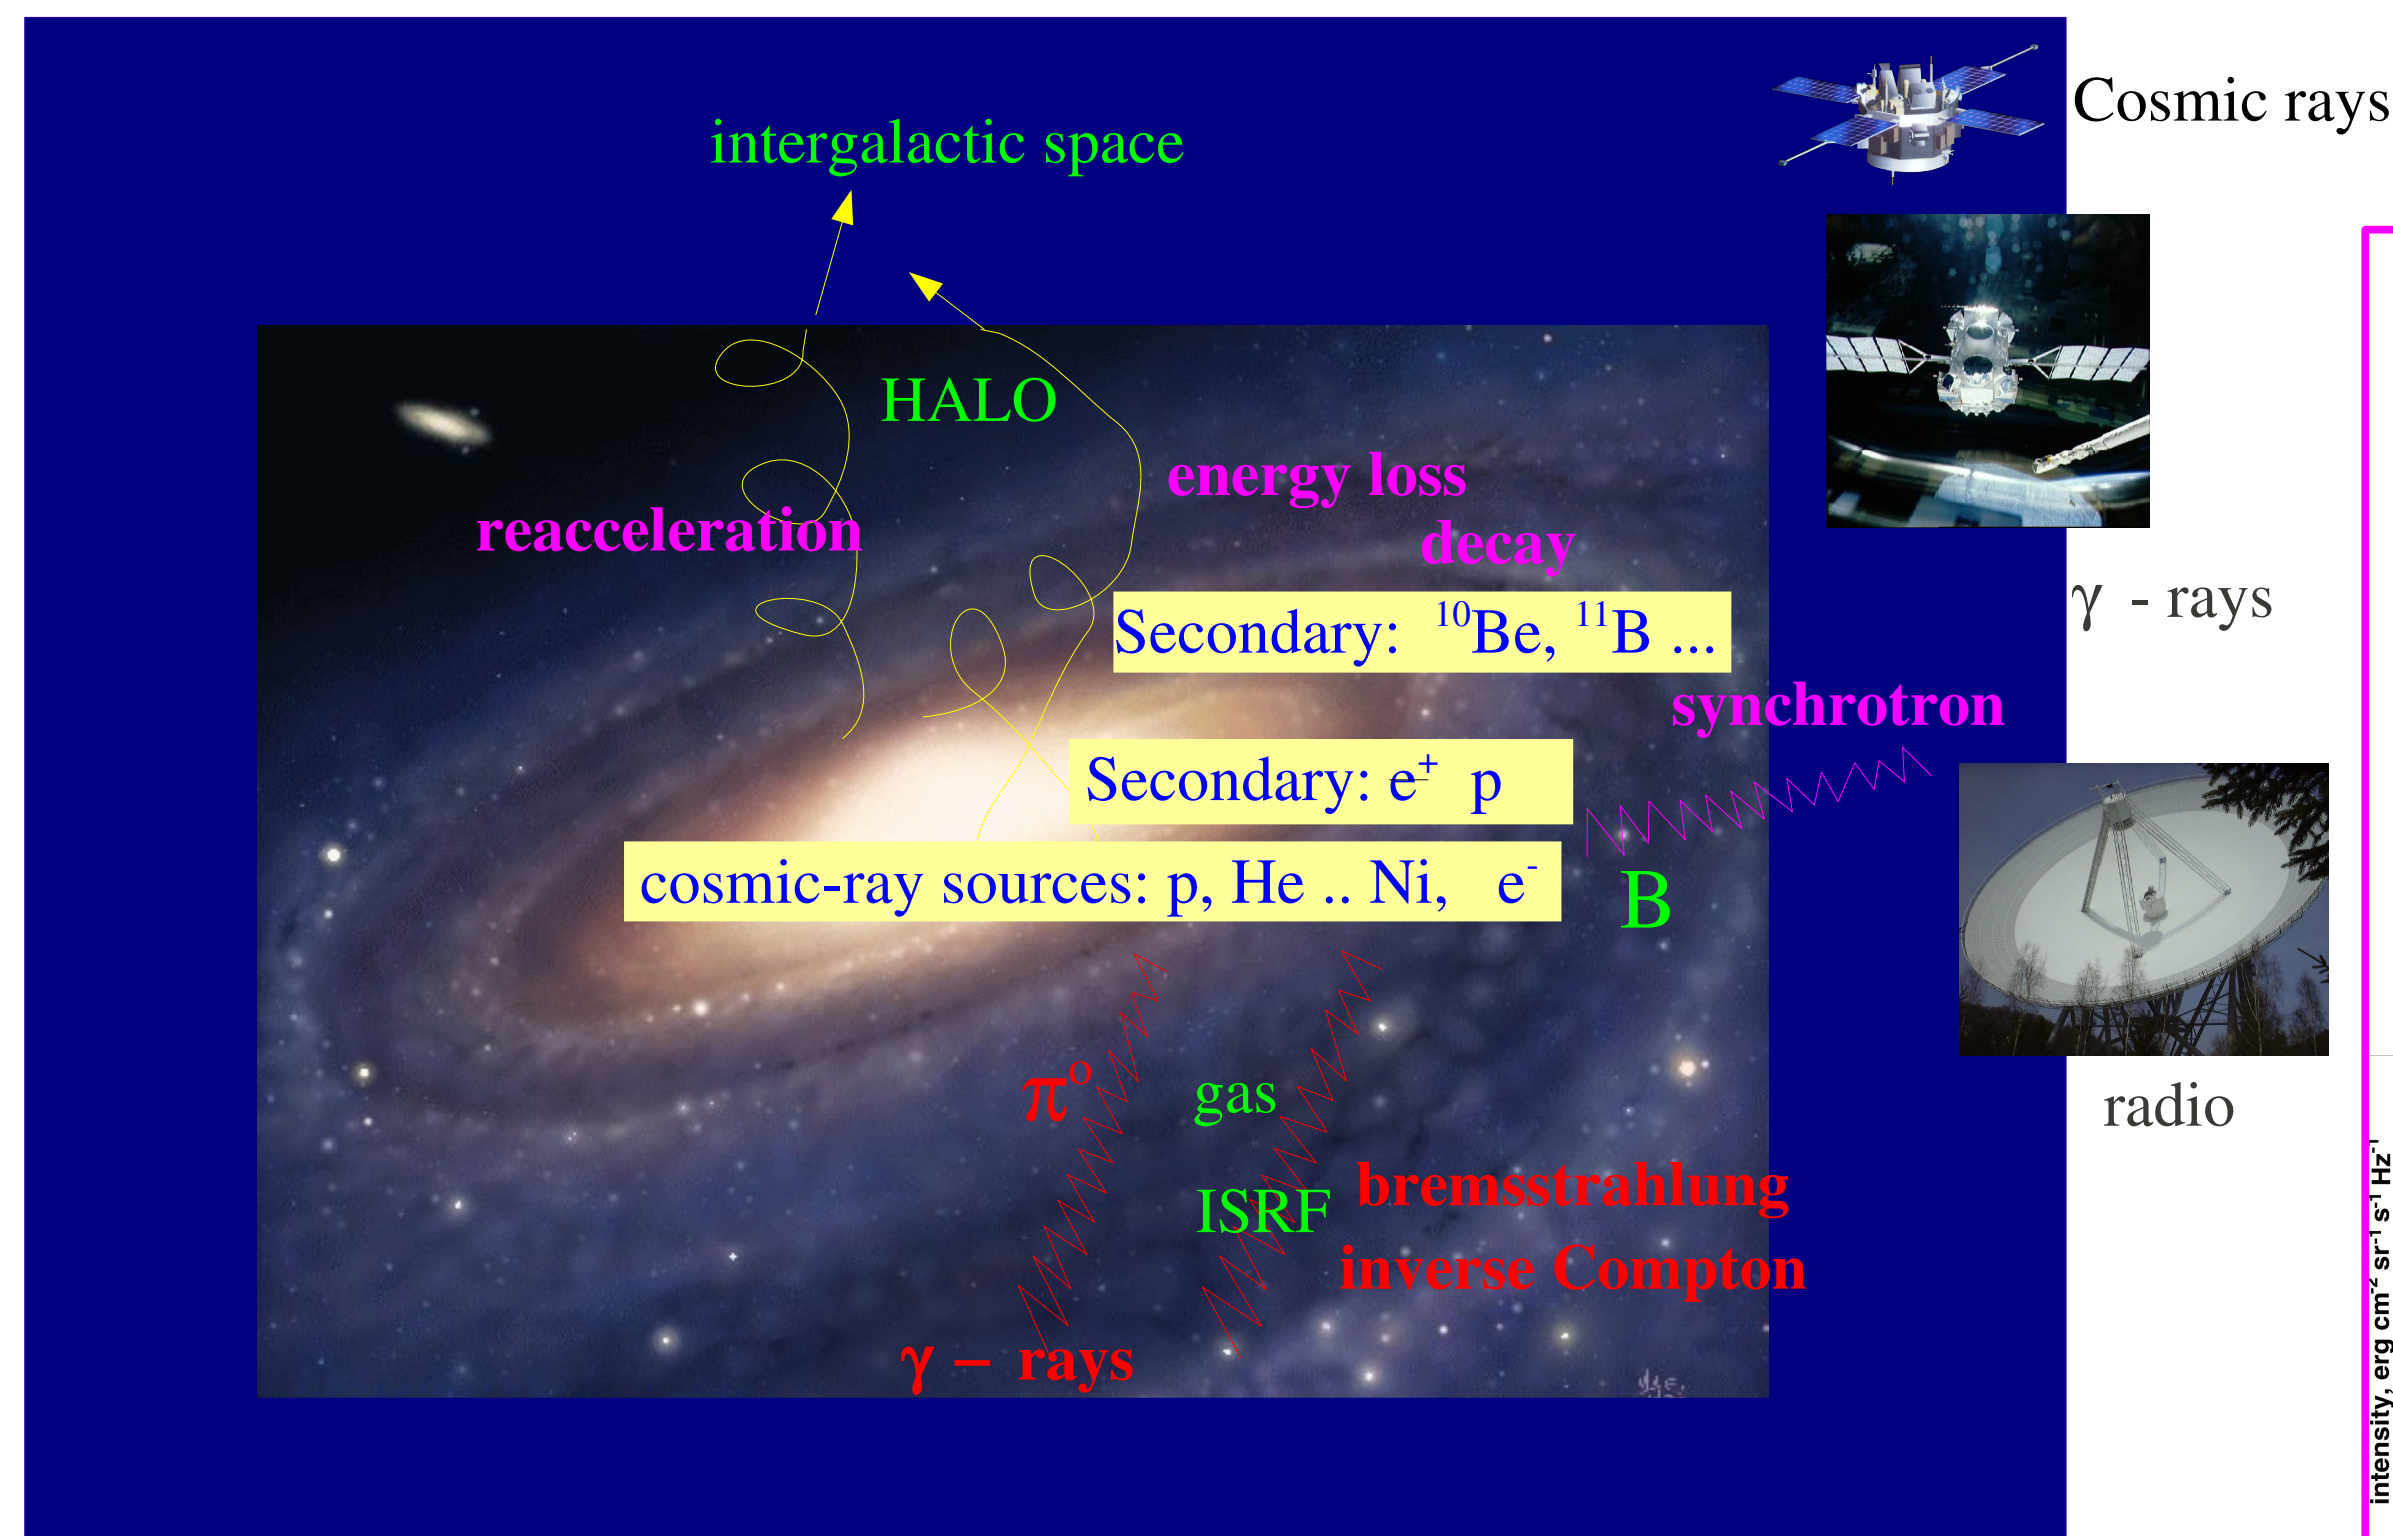 Cosmic rays
intergalactic space
HALO
energy loss
reacceleration
decay
γ - rays
Secondary: ¹⁰Be, ¹¹B ...
synchrotron
Secondary: e⁺ p
cosmic-ray sources: p, He .. Ni, e⁻
B
π⁰
gas
radio
bremsstrahlung
ISRF
inverse Compton
γ – rays
intensity, erg cm⁻² sr⁻¹ s⁻¹ Hz⁻¹